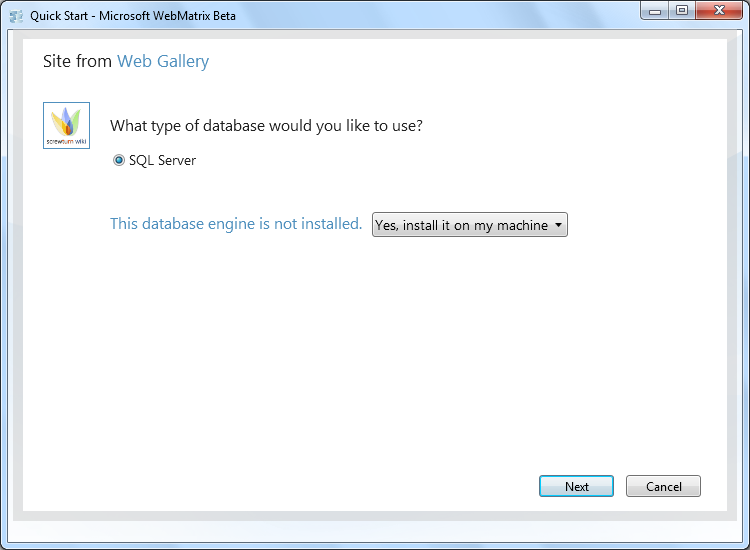 Quick Start - Microsoft WebMatrix Beta
Site from Web Gallery
screwturn wiki
What type of database would you like to use?
SQL Server
This database engine is not installed. Yes, install it on my machine
Next Cancel